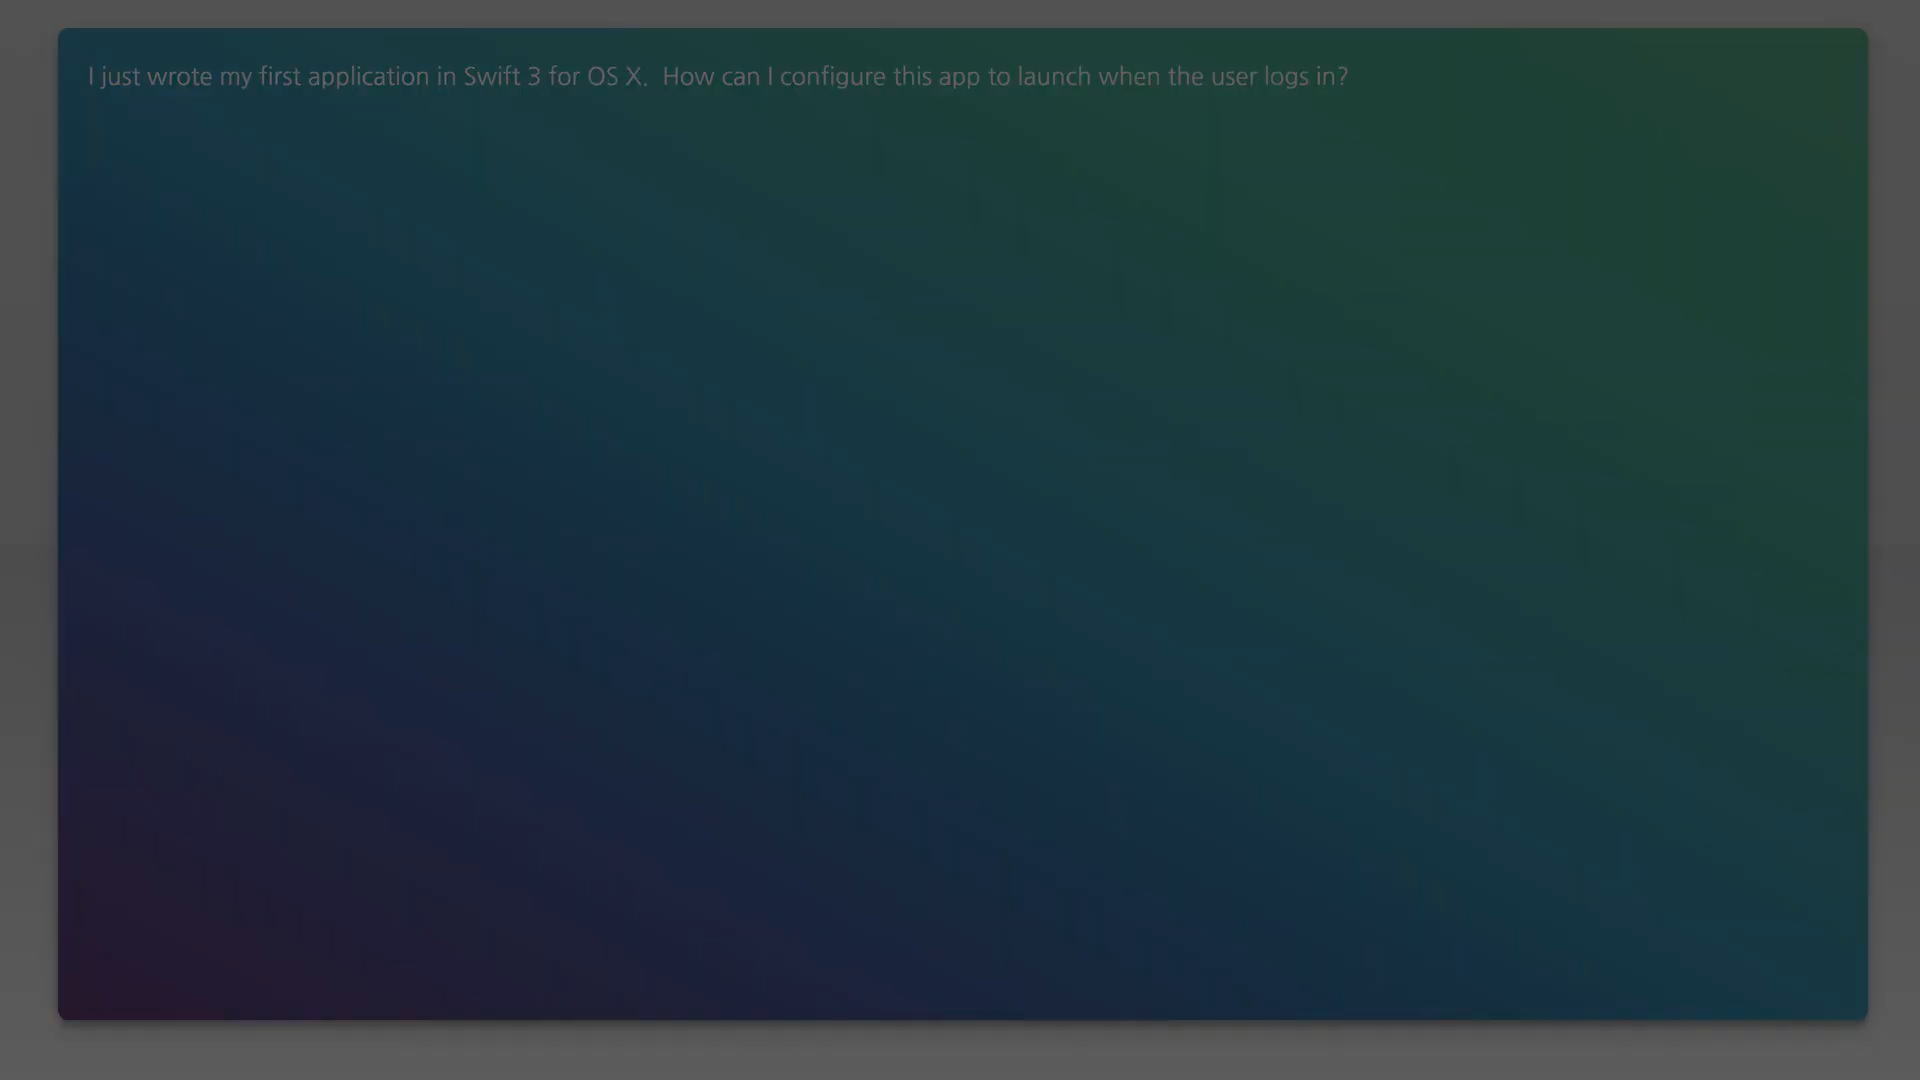 I just wrote my first application in Swift 3 for OS X.  How can I configure this app to launch when the user logs in?